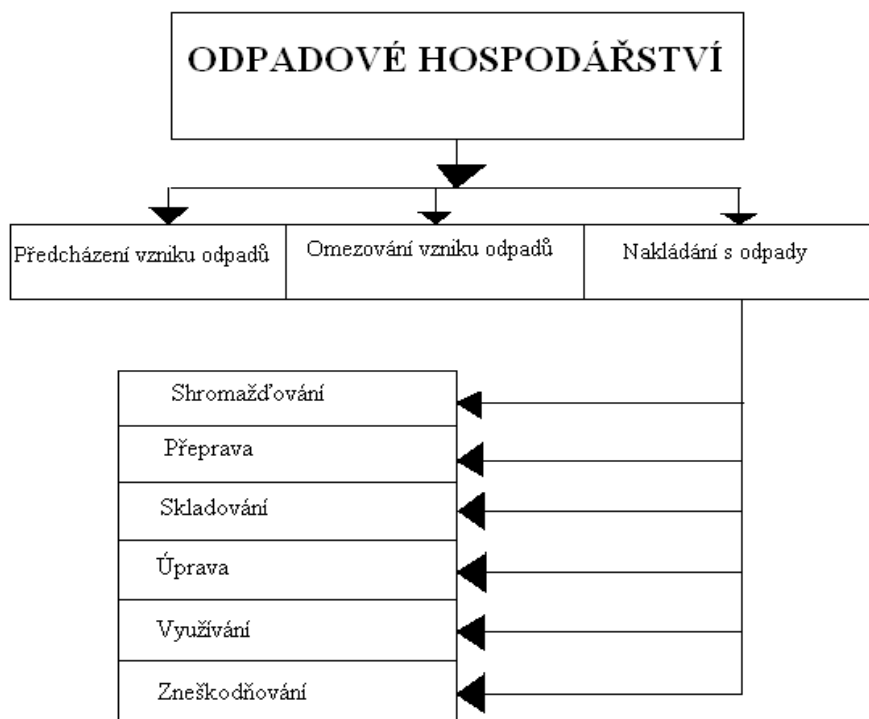 ODPADOVÉ HOSPODÁŘSTVÍ
Předcházení vzniku odpadů
Omezování vzniku odpadů
Nakládání s odpady
Shromažďování
Přeprava
Skladování
Úprava
Využívání
Zneškodňování